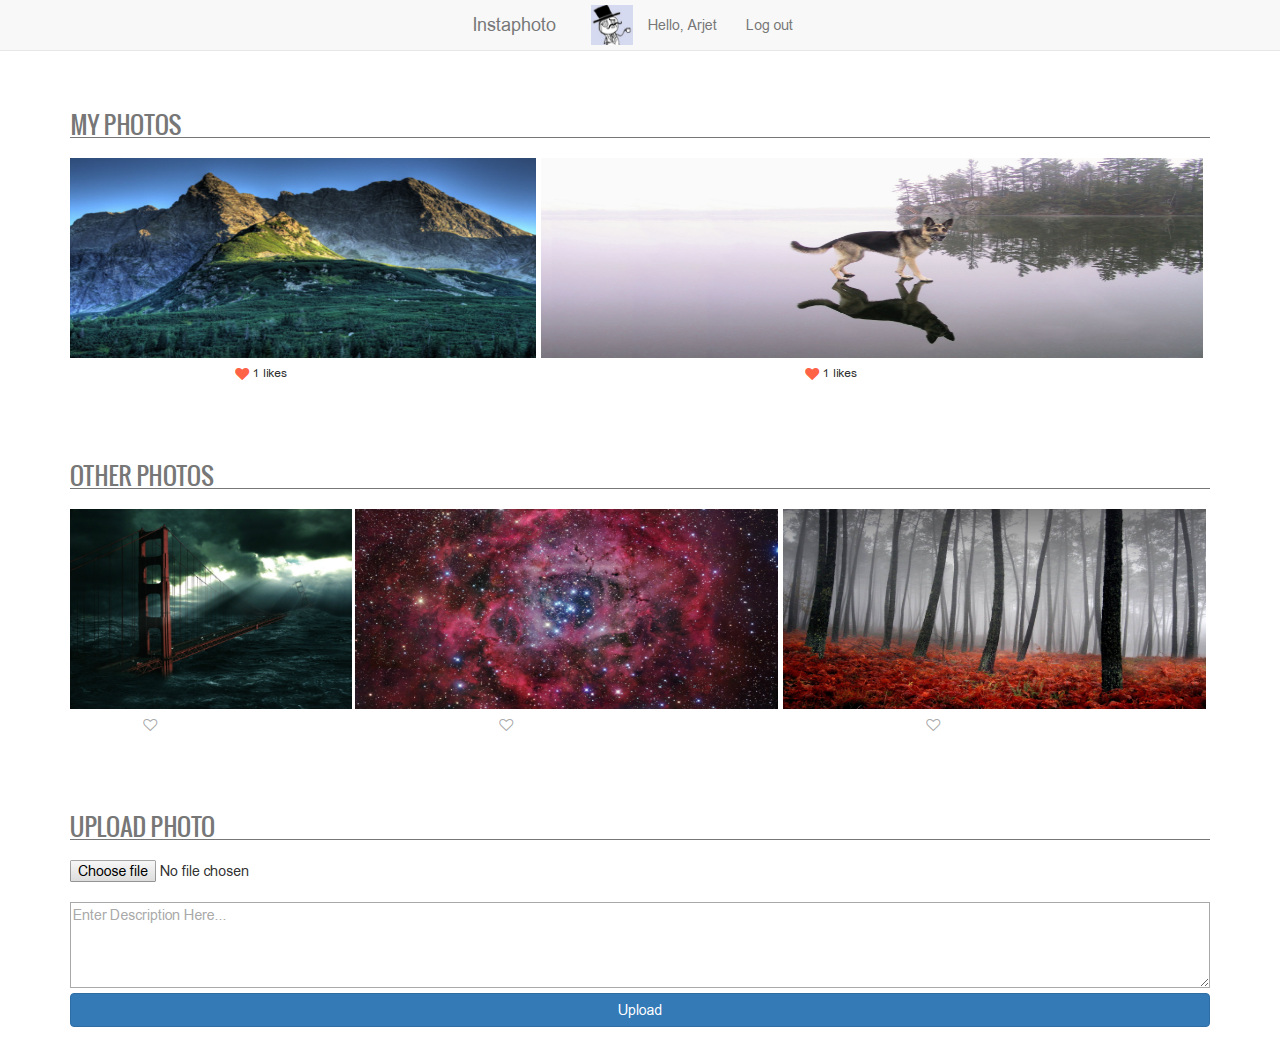 Instaphoto Hello, Arjet Log out
MY PHOTOS
1 likes 1 likes
OTHER PHOTOS
UPLOAD PHOTO
Choose file No file chosen
Enter Description Here...
Upload